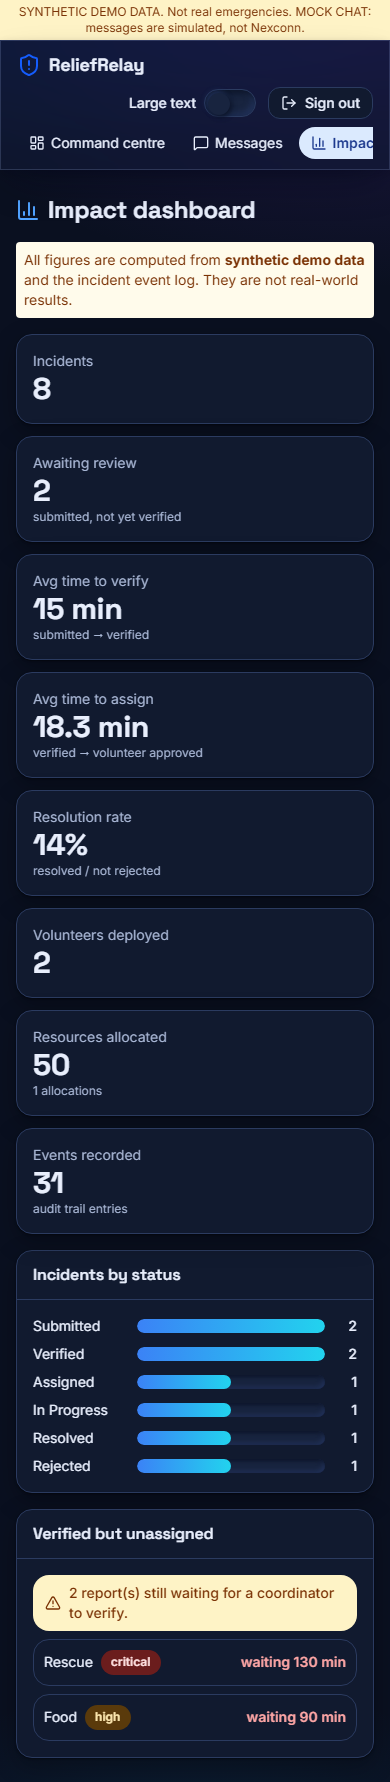 SYNTHETIC DEMO DATA. Not real emergencies. MOCK CHAT:
messages are simulated, not Nexconn.
ReliefRelay
Large text
Sign out
Command centre
Messages
Impac
Impact dashboard
All figures are computed from synthetic demo data
and the incident event log. They are not real-world
results.
Incidents
8
Awaiting review
2
submitted, not yet verified
Avg time to verify
15 min
submitted → verified
Avg time to assign
18.3 min
verified → volunteer approved
Resolution rate
14%
resolved / not rejected
Volunteers deployed
2
Resources allocated
50
1 allocations
Events recorded
31
audit trail entries
Incidents by status
Submitted 2
Verified 2
Assigned 1
In Progress 1
Resolved 1
Rejected 1
Verified but unassigned
2 report(s) still waiting for a coordinator
to verify.
Rescue critical waiting 130 min
Food high waiting 90 min